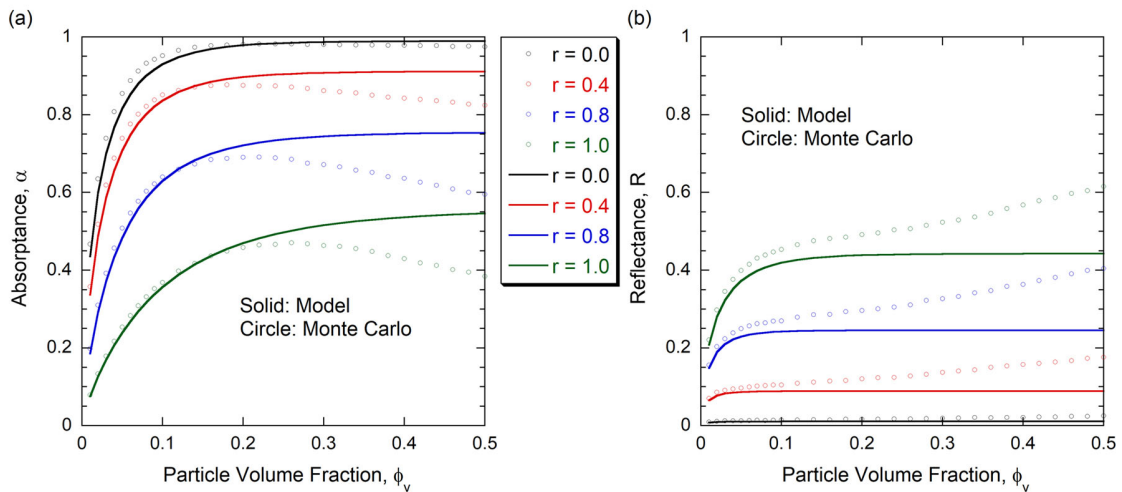 (a)
1
0.8
0.6
0.4
0.2
0
Absorptance, α
0
0.1
0.2
0.3
0.4
0.5
Particle Volume Fraction, ϕv
Solid: Model
Circle: Monte Carlo
r = 0.0
r = 0.4
r = 0.8
r = 1.0
r = 0.0
r = 0.4
r = 0.8
r = 1.0
(b)
1
0.8
0.6
0.4
0.2
0
Reflectance, R
Solid: Model
Circle: Monte Carlo
0
0.1
0.2
0.3
0.4
0.5
Particle Volume Fraction, ϕv